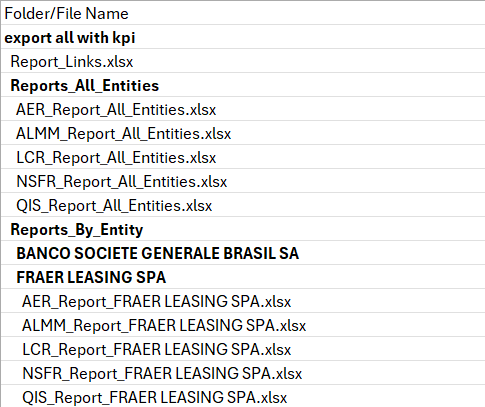 Folder/File Name
export all with kpi
Report_Links.xlsx
Reports_All_Entities
AER_Report_All_Entities.xlsx
ALMM_Report_All_Entities.xlsx
LCR_Report_All_Entities.xlsx
NSFR_Report_All_Entities.xlsx
QIS_Report_All_Entities.xlsx
Reports_By_Entity
BANCO SOCIETE GENERALE BRASIL SA
FRAER LEASING SPA
AER_Report_FRAER LEASING SPA.xlsx
ALMM_Report_FRAER LEASING SPA.xlsx
LCR_Report_FRAER LEASING SPA.xlsx
NSFR_Report_FRAER LEASING SPA.xlsx
QIS_Report_FRAER LEASING SPA.xlsx